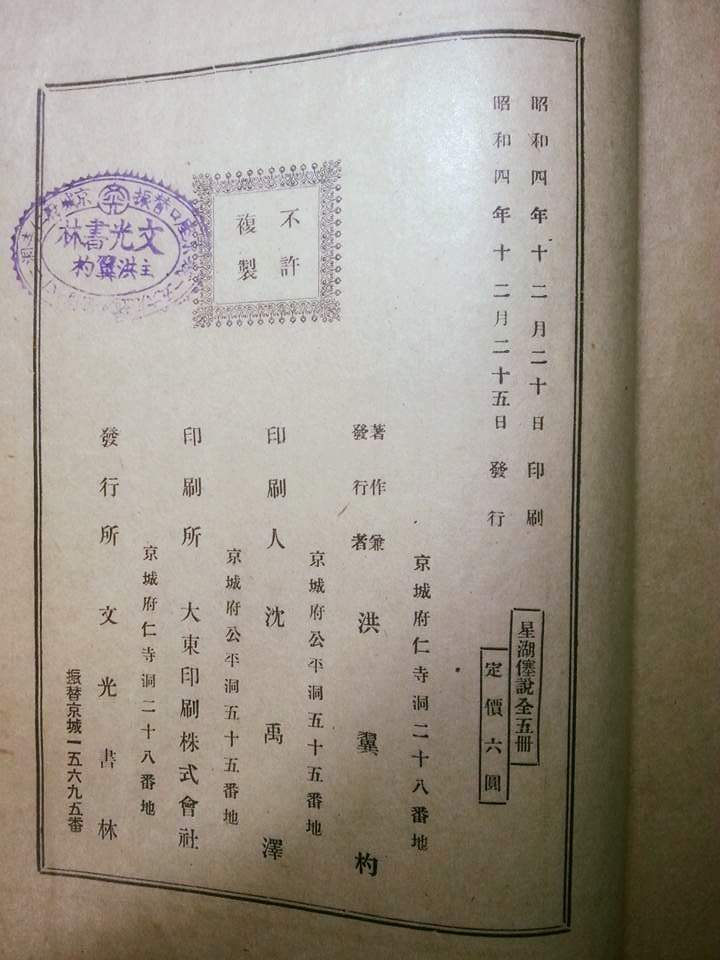 昭和四年十二月二十日印刷
昭和四年十二月二十五日發行
星湖僿說全五冊
定價六圓
不許
複製
京城府仁寺洞二十八番地
著作兼
發行者 洪翼杓
京城府公平洞五十五番地
印刷人 沈禹澤
京城府公平洞五十五番地
印刷所 大東印刷株式會社
京城府仁寺洞二十八番地
發行所 文光書林
振替京城一五六九五番
文光書林
主洪翼杓
振替口座